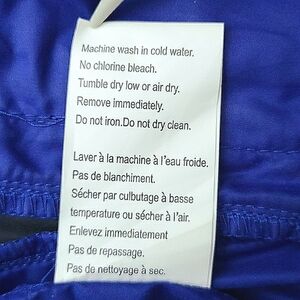 Machine wash in cold water.
No chlorine bleach.
Tumble dry low or air dry.
Remove immediately.
Do not iron.Do not dry clean.
Laver à la machine à l'eau froide.
Pas de blanchiment.
Sécher par culbutage à basse
temperature ou sécher à l'air.
Enlevez immediatement
Pas de repassage.
Pas de nettoyage à sec.